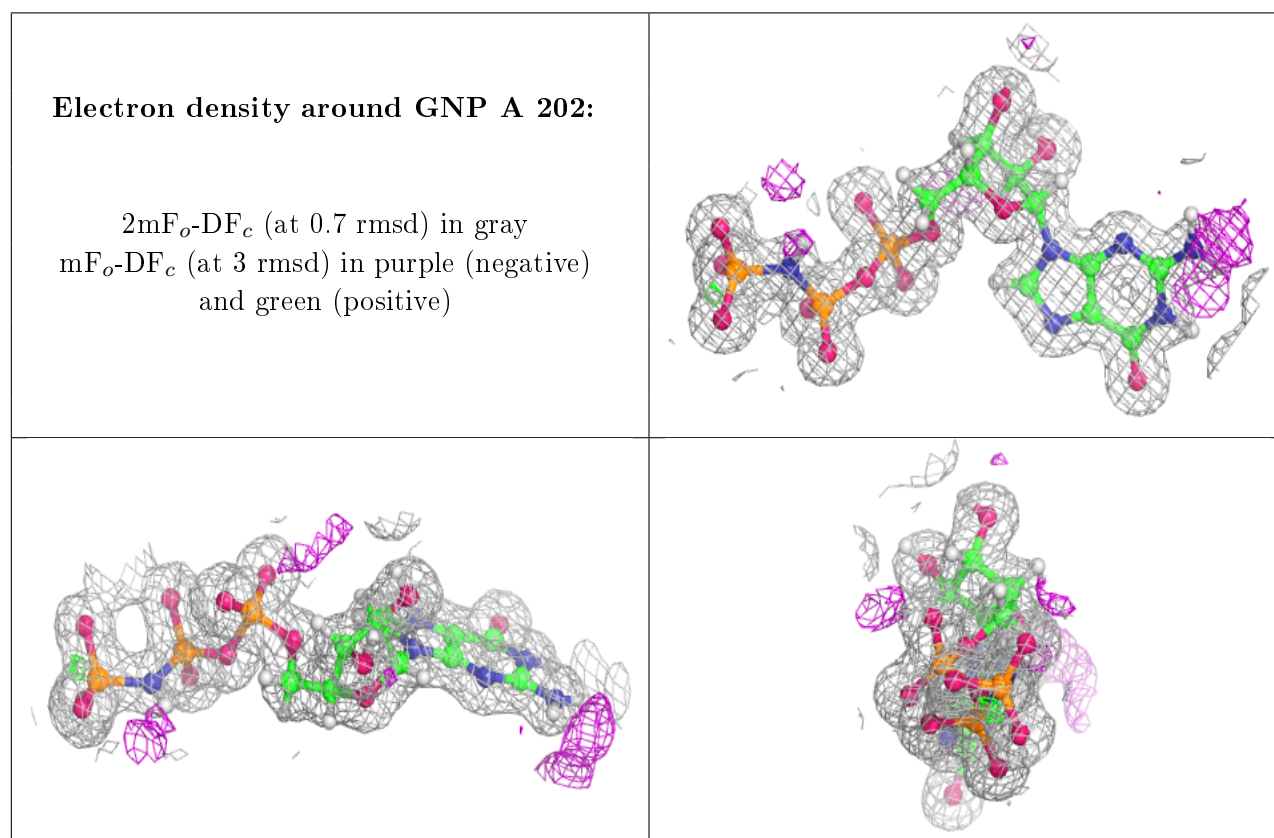 Electron density around GNP A 202:
2mFo-DFc (at 0.7 rmsd) in gray
mFo-DFc (at 3 rmsd) in purple (negative)
and green (positive)